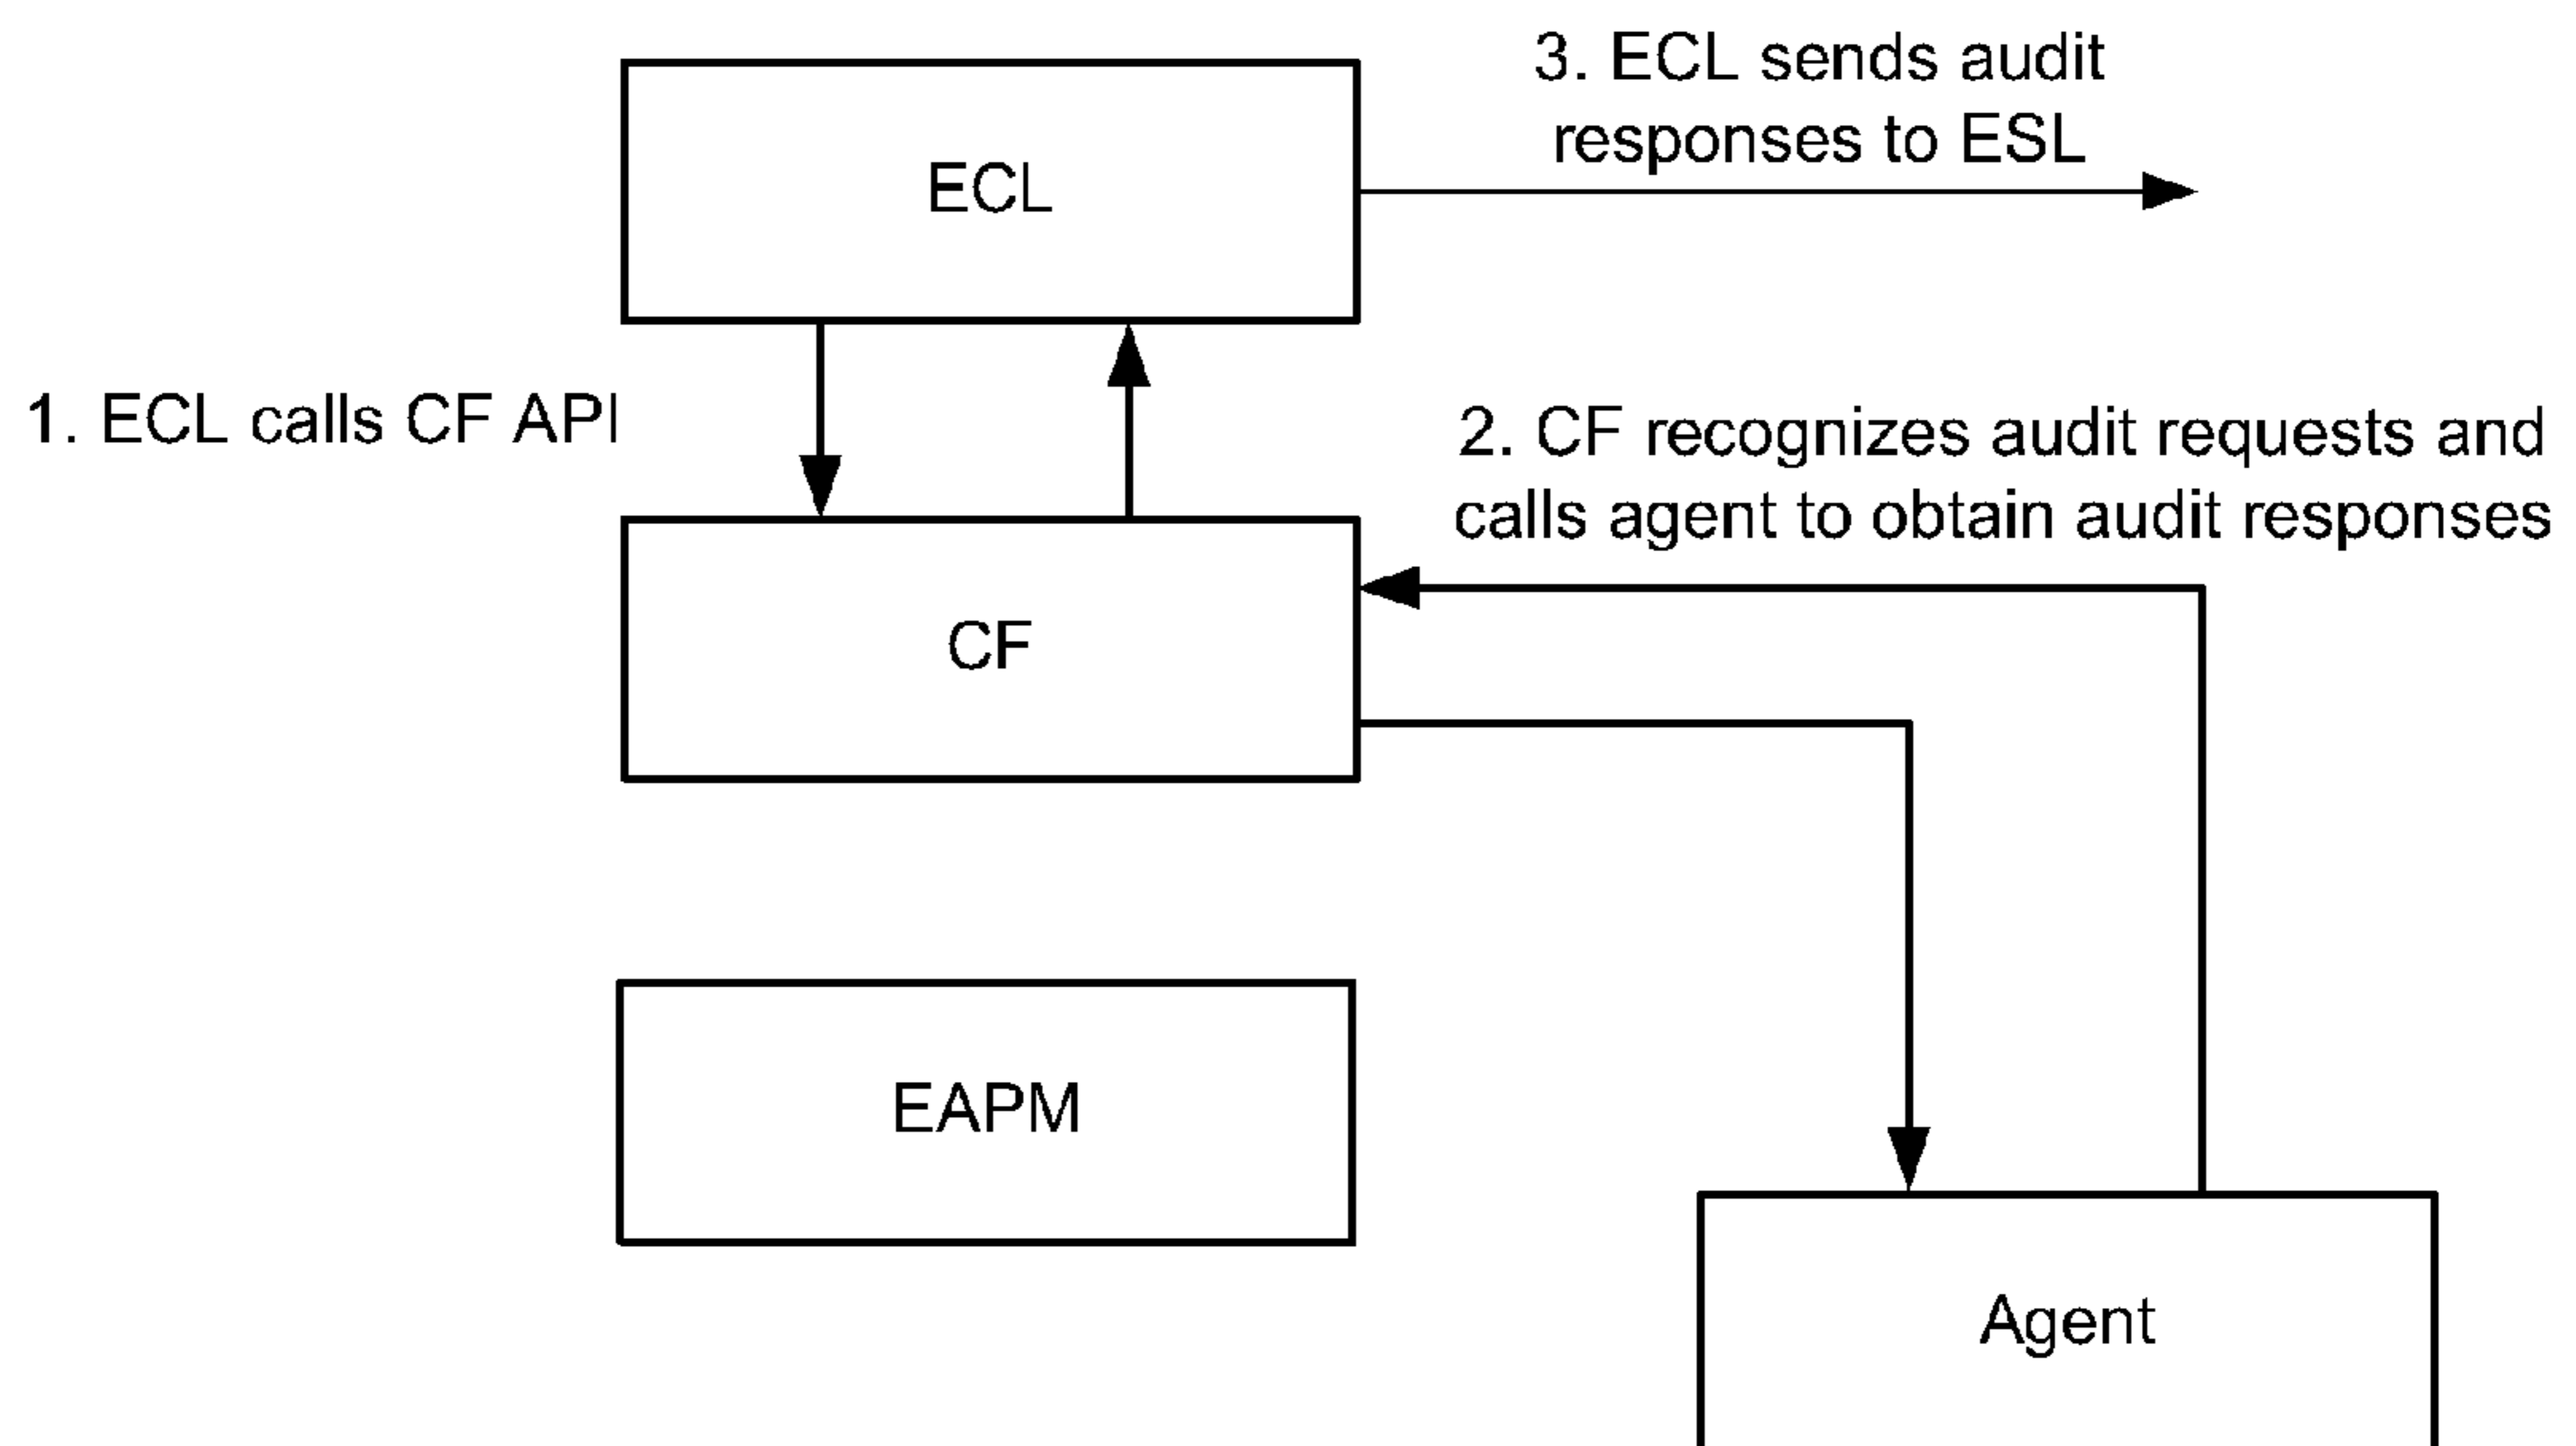 3. ECL sends audit
responses to ESL
ECL
1. ECL calls CF API
2. CF recognizes audit requests and
calls agent to obtain audit responses
CF
EAPM
Agent